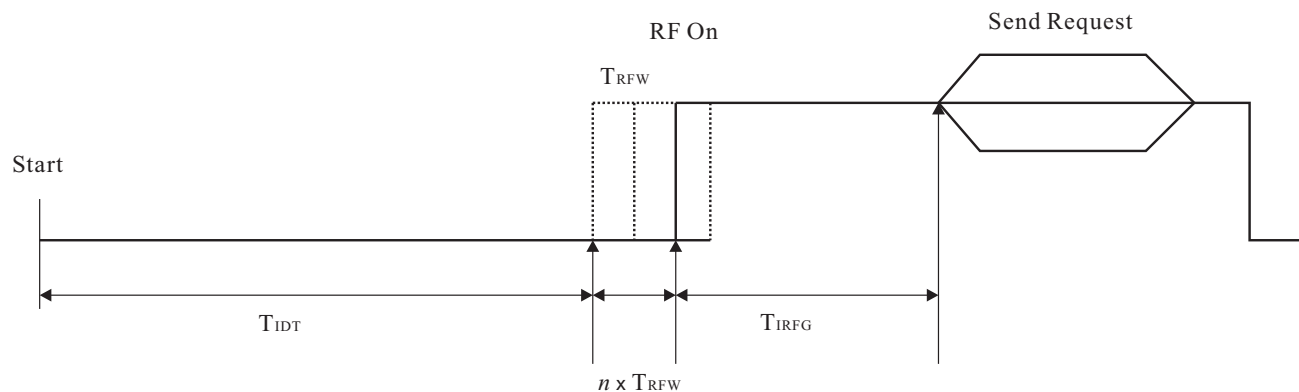 Send Request
RF On
TRFW
Start
TIDT
TIRFG
n x TRFW